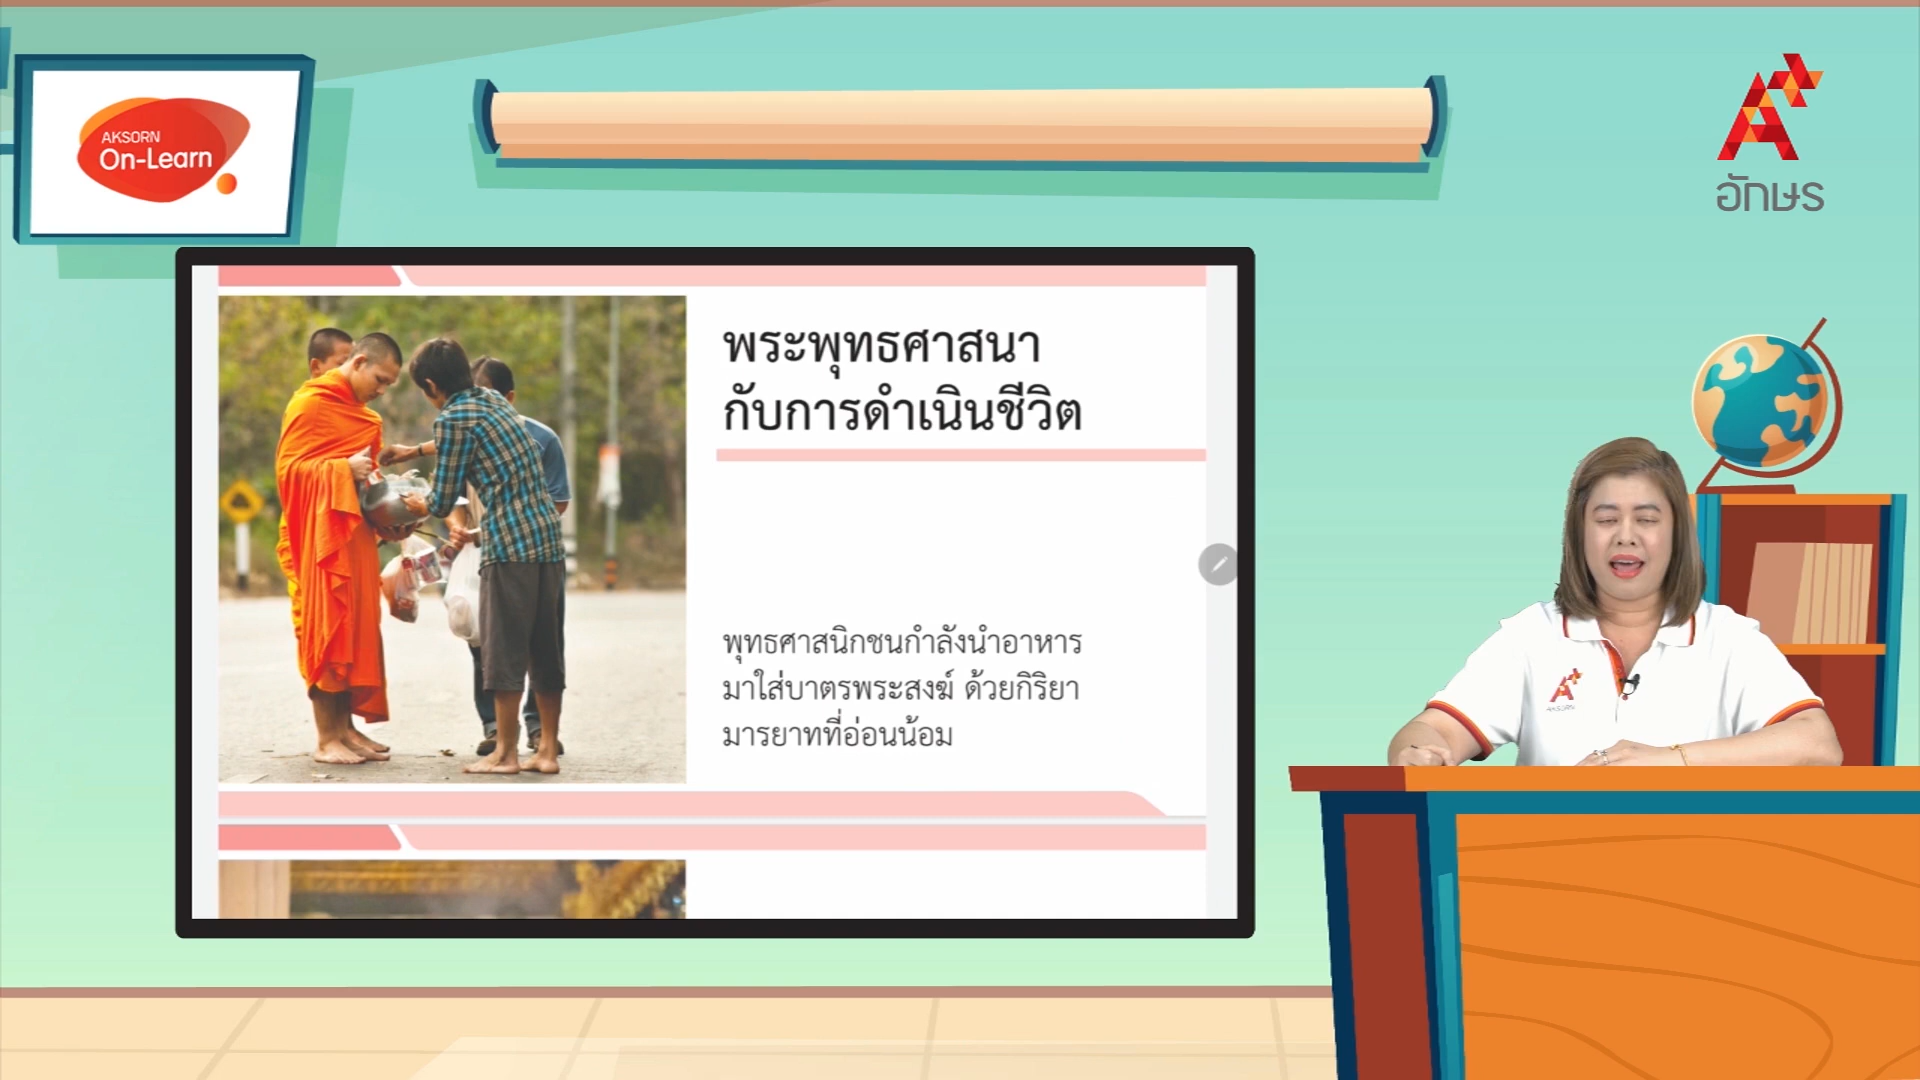 AKSORN
On-Learn
อักษร
พระพุทธศาสนา
กับการดำเนินชีวิต
พุทธศาสนิกชนกำลังนำอาหาร
มาใส่บาตรพระสงฆ์ ด้วยกิริยา
มารยาทที่อ่อนน้อม
AKSORN